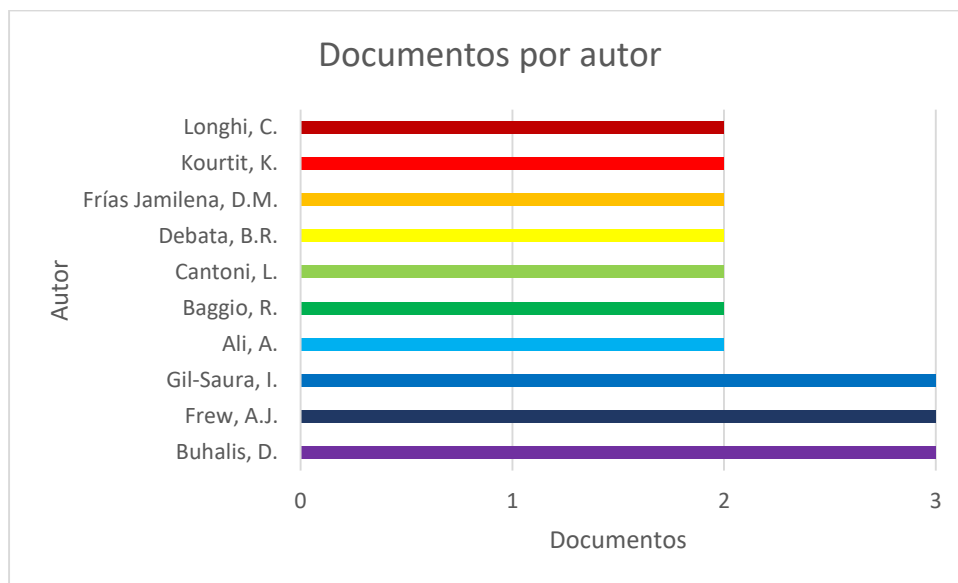 Documentos por autor
Longhi, C.
Kourtit, K.
Frías Jamilena, D.M.
Debata, B.R.
Cantoni, L.
Baggio, R.
Ali, A.
Gil-Saura, I.
Frew, A.J.
Buhalis, D.
Autor
0 1 2 3
Documentos